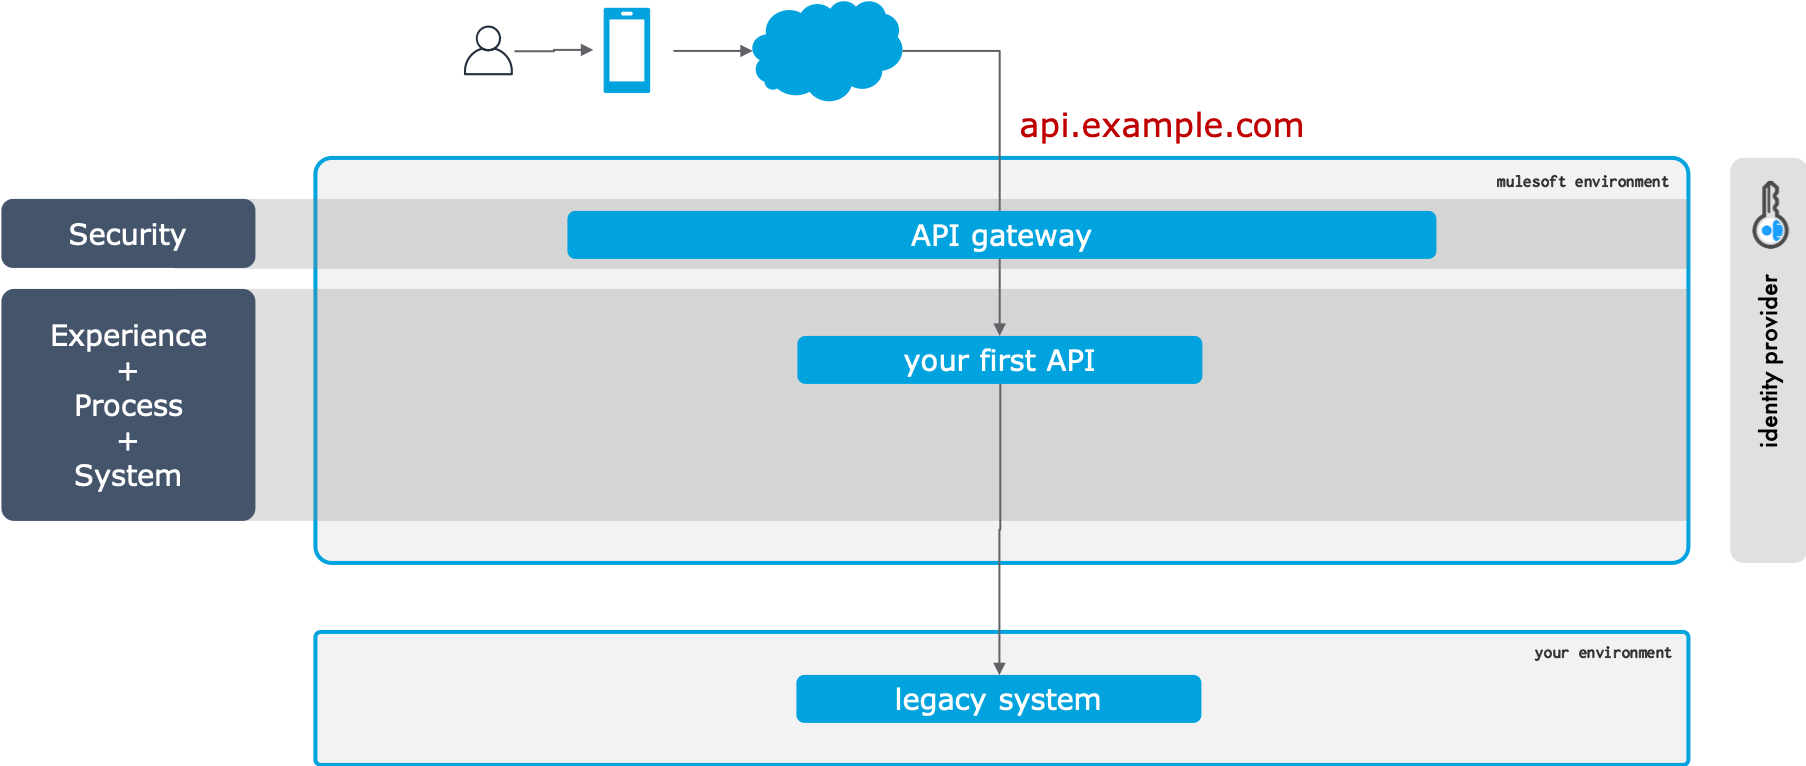 api.example.com
mulesoft environment
Security
API gateway
Experience
+
Process
+
System
your first API
identity provider
your environment
legacy system